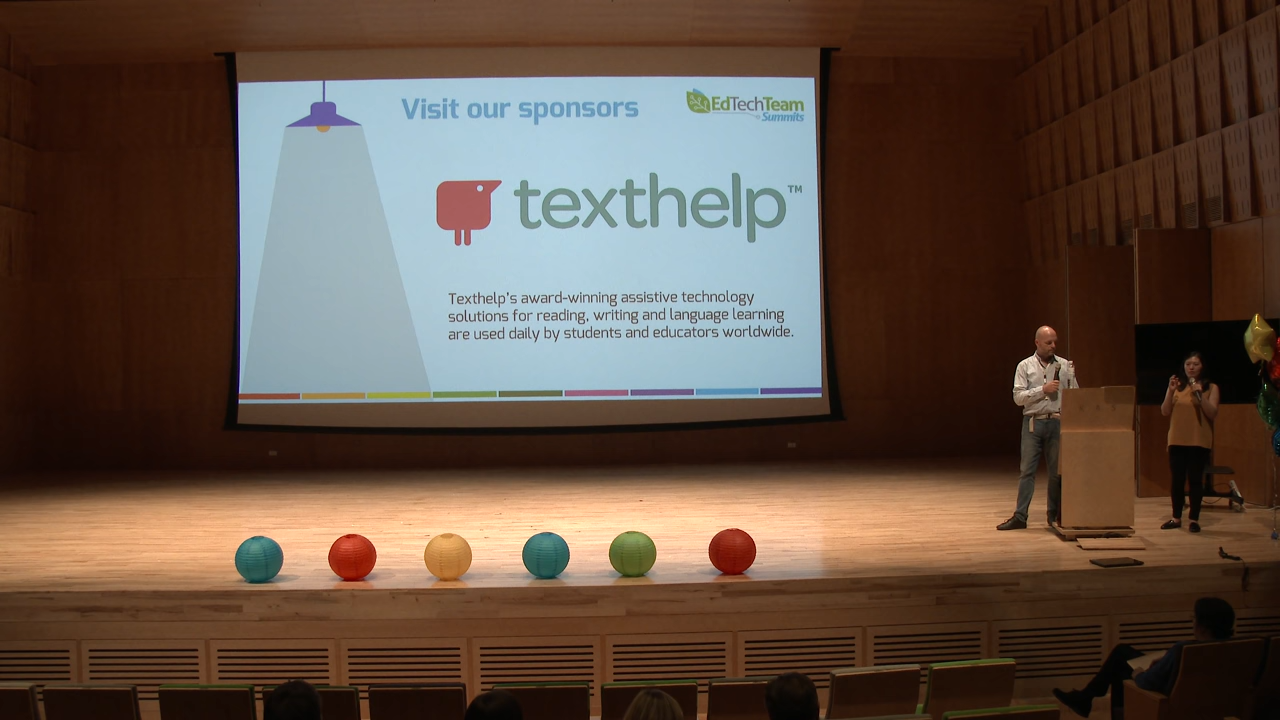 Visit our sponsors
EdTechTeam
Summits
texthelp™
Texthelp's award-winning assistive technology
solutions for reading, writing and language learning
are used daily by students and educators worldwide.